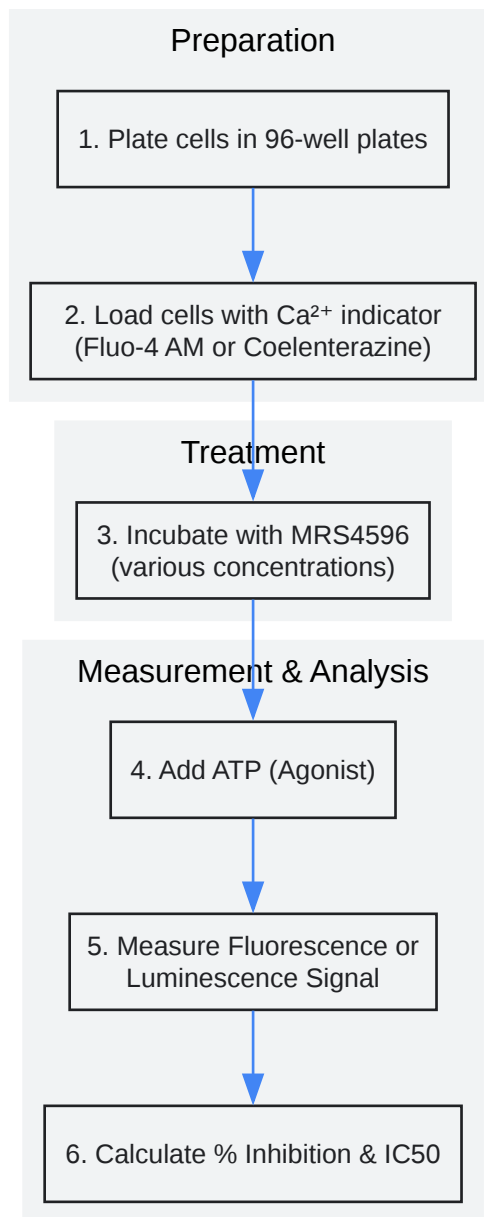 Preparation
1. Plate cells in 96-well plates
2. Load cells with Ca²⁺ indicator
(Fluo-4 AM or Coelenterazine)
Treatment
3. Incubate with MRS4596
(various concentrations)
Measurement & Analysis
4. Add ATP (Agonist)
5. Measure Fluorescence or
Luminescence Signal
6. Calculate % Inhibition & IC50